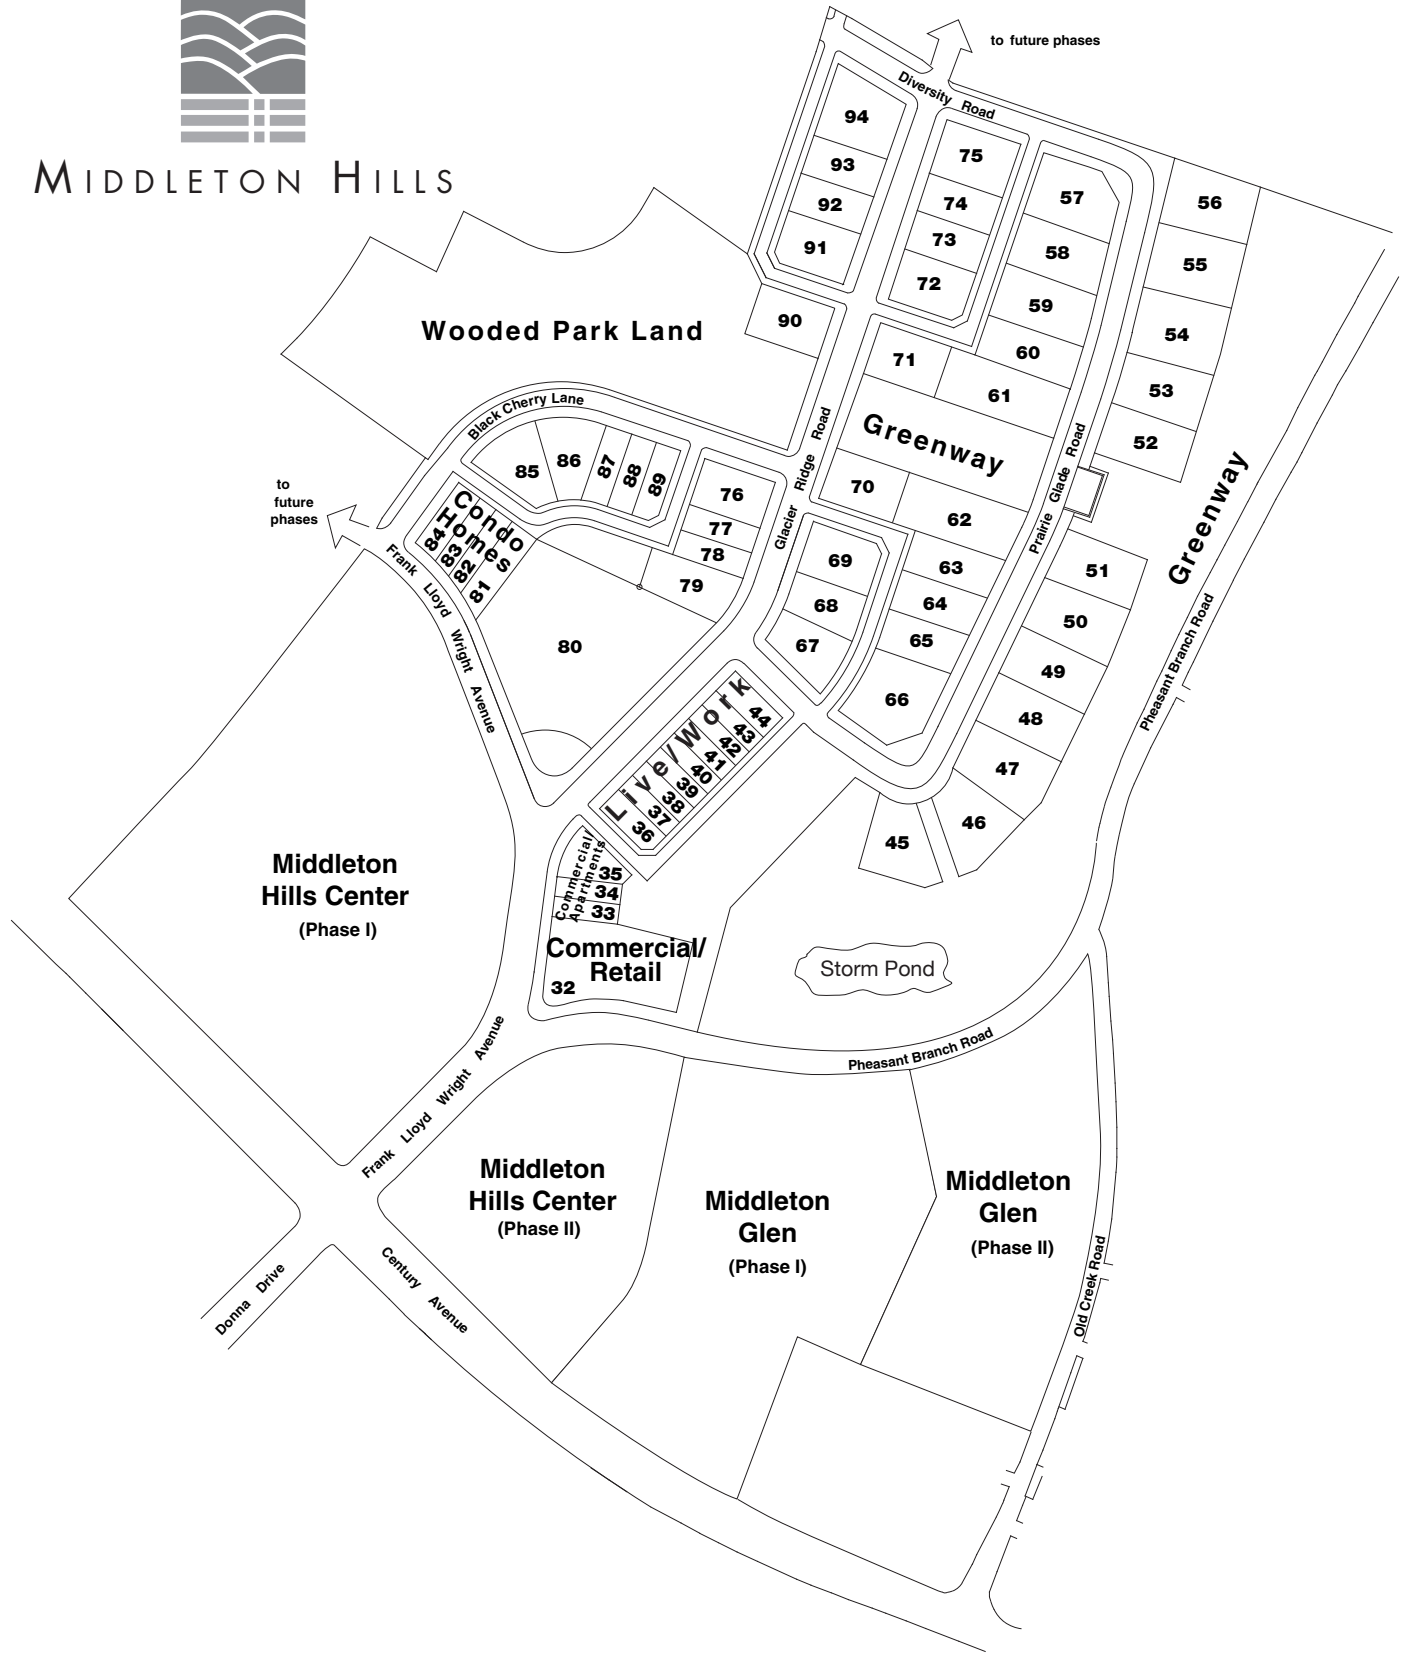 MIDDLETON HILLS
to future phases
Diversity Road
94
93
92
91
90
75
74
73
72
57
58
59
60
61
71
56
55
54
53
52
Wooded Park Land
Greenway
Greenway
Glacier Ridge Road
Prairie Glade Road
Pheasant Branch Road
Black Cherry Lane
85
86
87
88
89
76
77
78
79
80
to
future
phases
Condo
Homes
84
83
82
81
Frank Lloyd Wright Avenue
70
62
69
68
67
63
64
65
66
51
50
49
48
47
46
45
Live/Work
44
43
42
41
40
39
38
37
36
Commercial/
Apartments
35
34
33
Commercial/
Retail
32
Middleton
Hills Center
(Phase I)
Storm Pond
Frank Lloyd Wright Avenue
Pheasant Branch Road
Middleton
Hills Center
(Phase II)
Middleton
Glen
(Phase I)
Middleton
Glen
(Phase II)
Old Creek Road
Donna Drive
Century Avenue